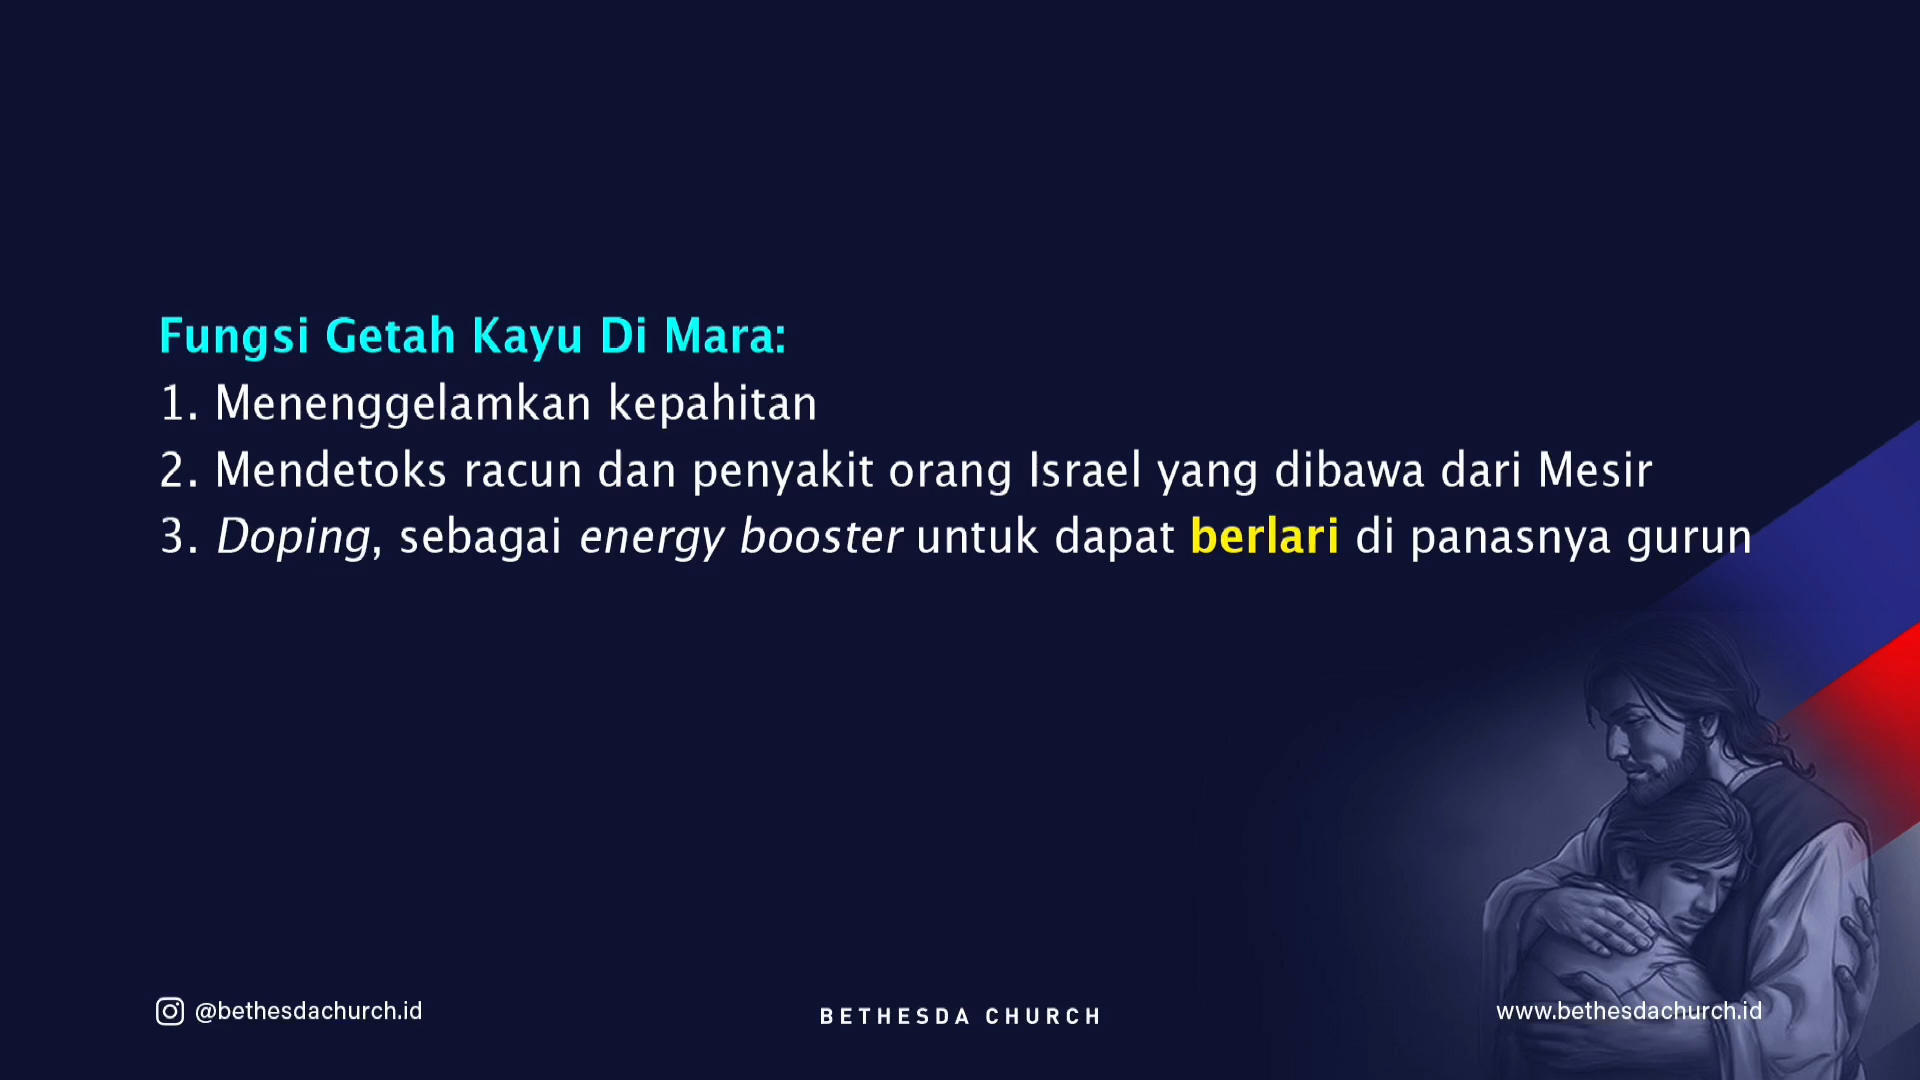 Fungsi Getah Kayu Di Mara:
1. Menenggelamkan kepahitan
2. Mendetoks racun dan penyakit orang Israel yang dibawa dari Mesir
3. Doping, sebagai energy booster untuk dapat berlari di panasnya gurun
@bethesdachurch.id
BETHESDA CHURCH
www.bethesdachurch.id